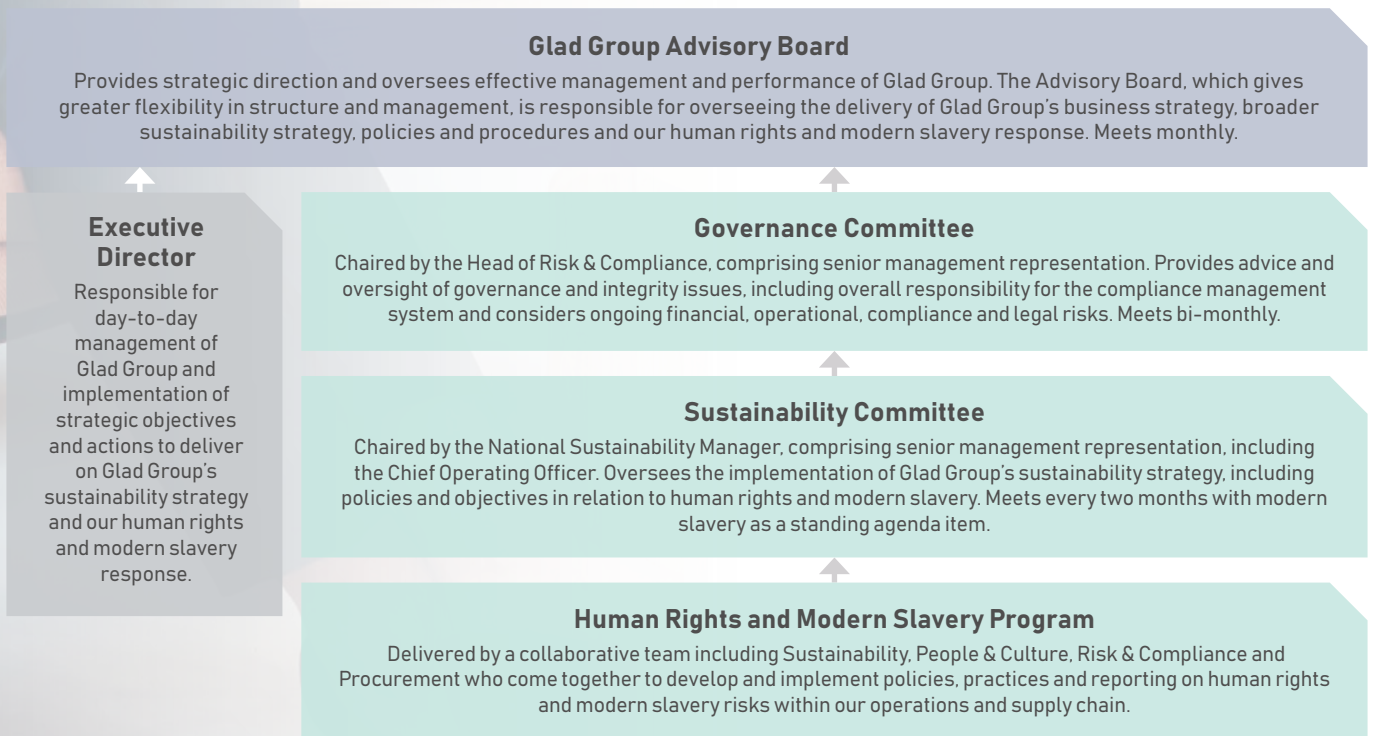 Glad Group Advisory Board
Provides strategic direction and oversees effective management and performance of Glad Group. The Advisory Board, which gives
greater flexibility in structure and management, is responsible for overseeing the delivery of Glad Group's business strategy, broader
sustainability strategy, policies and procedures and our human rights and modern slavery response. Meets monthly.
Executive
Director
Responsible for
day-to-day
management of
Glad Group and
implementation of
strategic objectives
and actions to deliver
on Glad Group's
sustainability strategy
and our human rights
and modern slavery
response.
Governance Committee
Chaired by the Head of Risk & Compliance, comprising senior management representation. Provides advice and
oversight of governance and integrity issues, including overall responsibility for the compliance management
system and considers ongoing financial, operational, compliance and legal risks. Meets bi-monthly.
Sustainability Committee
Chaired by the National Sustainability Manager, comprising senior management representation, including
the Chief Operating Officer. Oversees the implementation of Glad Group's sustainability strategy, including
policies and objectives in relation to human rights and modern slavery. Meets every two months with modern
slavery as a standing agenda item.
Human Rights and Modern Slavery Program
Delivered by a collaborative team including Sustainability, People & Culture, Risk & Compliance and
Procurement who come together to develop and implement policies, practices and reporting on human rights
and modern slavery risks within our operations and supply chain.